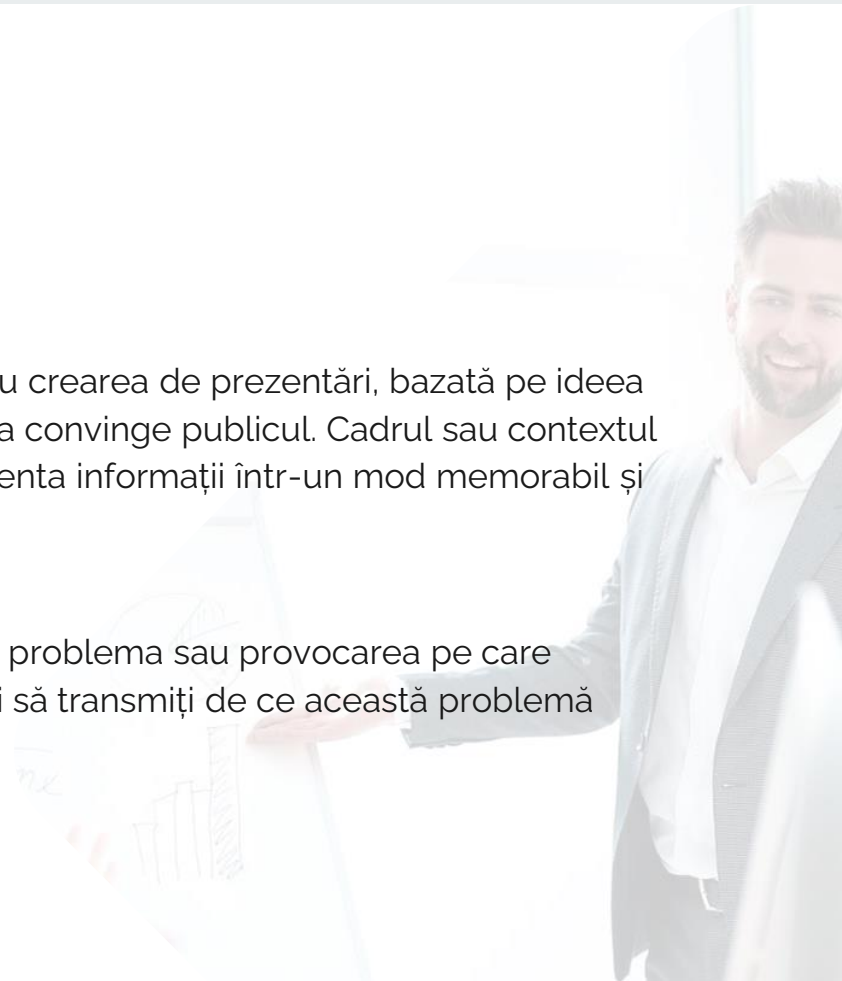 u crearea de prezentări, bazată pe ideea
a convinge publicul. Cadrul sau contextul
enta informații într-un mod memorabil și
problema sau provocarea pe care
i să transmiți de ce această problemă